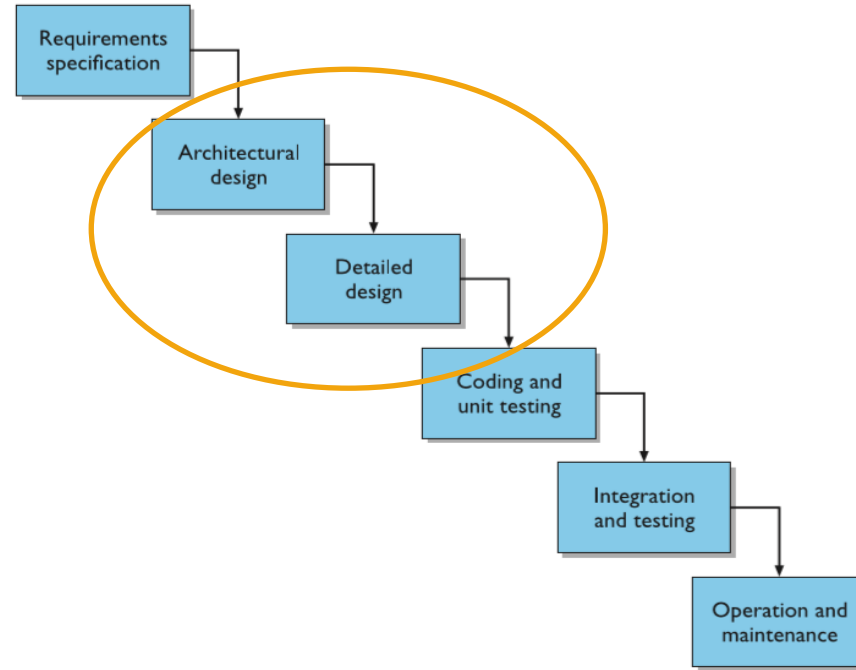 Requirements
specification
Architectural
design
Detailed
design
Coding and
unit testing
Integration
and testing
Operation and
maintenance